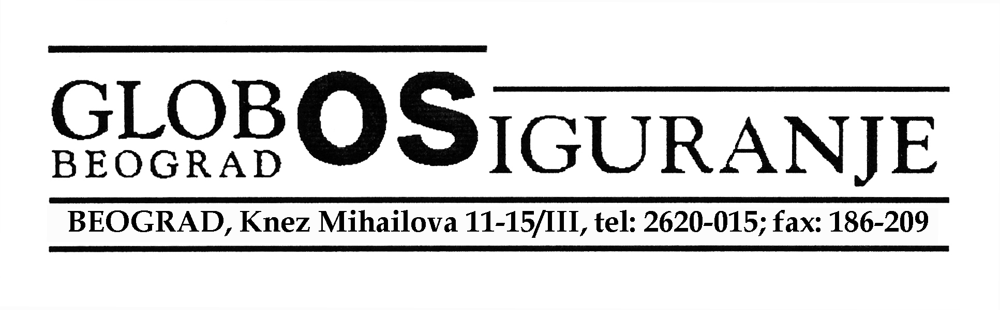 GLOBOSIGURANJE
BEOGRAD
BEOGRAD, Knez Mihailova 11-15/III, tel: 2620-015; fax: 186-209